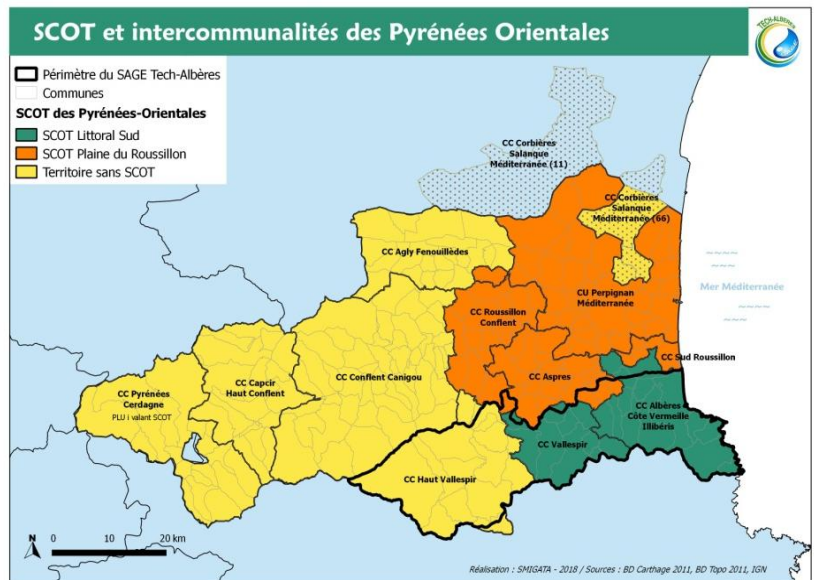 SCOT et intercommunalités des Pyrénées Orientales
TECH-ALBÈRES
Périmètre du SAGE Tech-Albères
Communes
SCOT des Pyrénées-Orientales
SCOT Littoral Sud
SCOT Plaine du Roussillon
Territoire sans SCOT
CC Corbières
Salanque
Méditerranée (11)
CC Corbières
Salanque
Méditerranée (66)
CC Agly Fenouillèdes
CU Perpignan
Méditerranée
Mer Méditerranée
CC Roussillon
Conflent
CC Sud Roussillon
CC Aspres
CC Conflent Canigou
CC Capcir
Haut Conflent
CC Pyrénées
Cerdagne
PLU i valant SCOT
CC Albères
Côte Vermeille
Illibéris
CC Vallespir
CC Haut Vallespir
N
0 10 20 km
Réalisation : SMIGATA - 2018 / Sources : BD Carthage 2011, BD Topo 2011, IGN